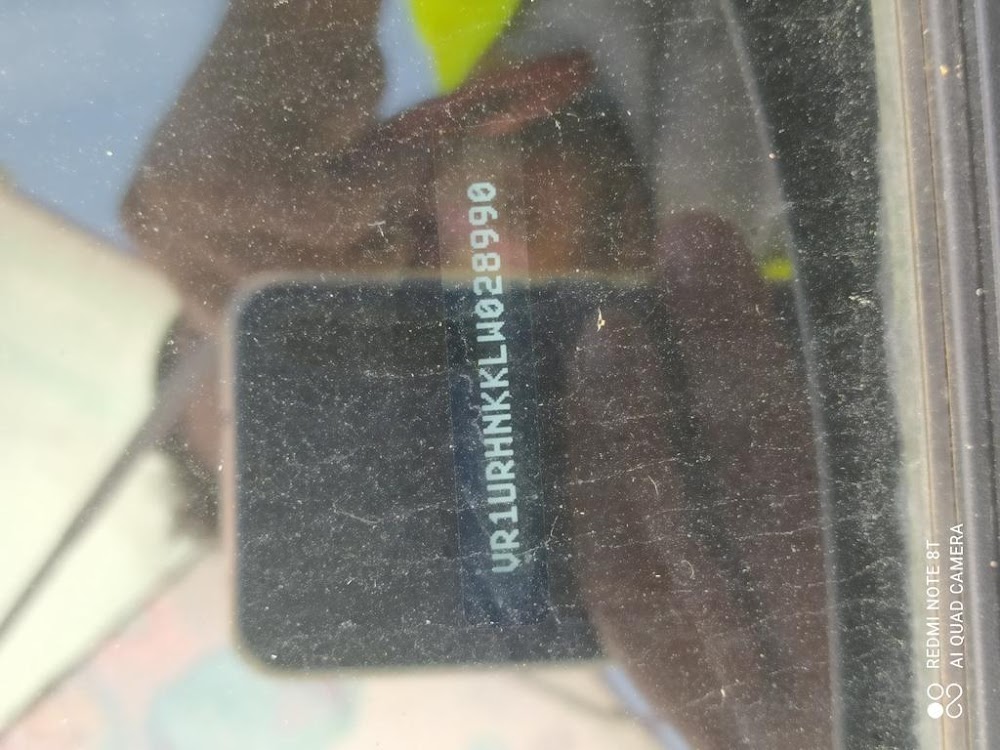 VR1URHNKKLW028990
REDMI NOTE 8T
AI QUAD CAMERA